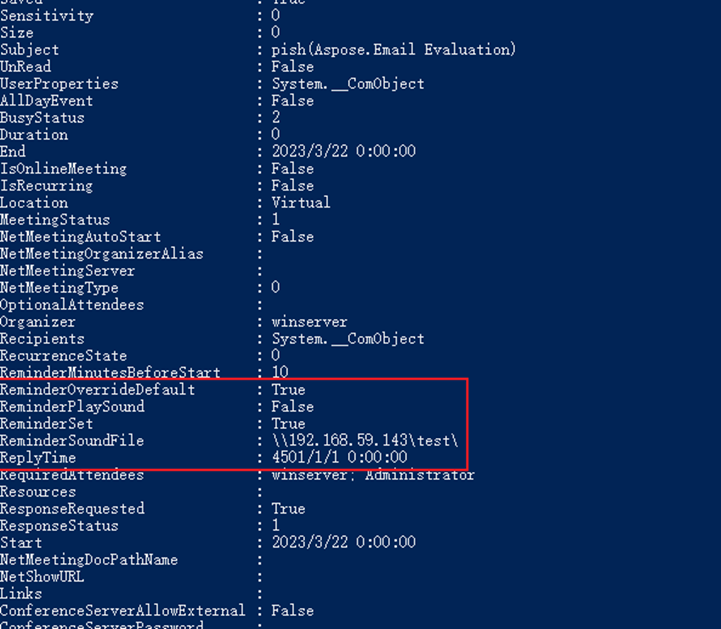 Saved : True
Sensitivity : 0
Size : 0
Subject : pish(Aspose.Email Evaluation)
UnRead : False
UserProperties : System.__ComObject
AllDayEvent : False
BusyStatus : 2
Duration : 0
End : 2023/3/22 0:00:00
IsOnlineMeeting : False
IsRecurring : False
Location : Virtual
MeetingStatus : 1
NetMeetingAutoStart : False
NetMeetingOrganizerAlias :
NetMeetingServer :
NetMeetingType : 0
OptionalAttendees :
Organizer : winserver
Recipients : System.__ComObject
RecurrenceState : 0
ReminderMinutesBeforeStart : 10
ReminderOverrideDefault : True
ReminderPlaySound : False
ReminderSet : True
ReminderSoundFile : \\192.168.59.143\test\
ReplyTime : 4501/1/1 0:00:00
RequiredAttendees : winserver; Administrator
Resources :
ResponseRequested : True
ResponseStatus : 1
Start : 2023/3/22 0:00:00
NetMeetingDocPathName :
NetShowURL :
Links :
ConferenceServerAllowExternal : False
ConferenceServerPassword :